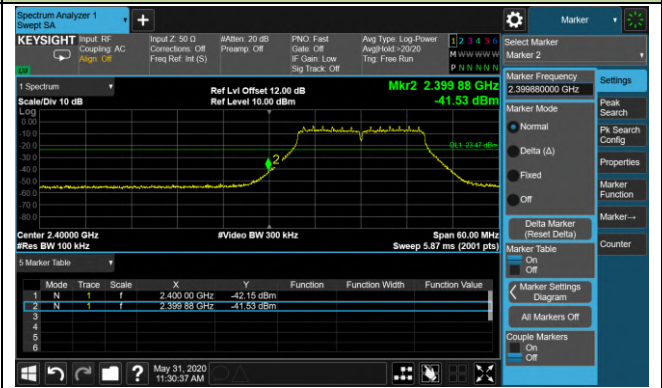 Spectrum Analyzer 1
Swept SA
Marker
KEYSIGHT
Input: RF
Coupling: AC
Align: Off
Input Z: 50 Ω
Corrections: Off
Freq Ref: Int (S)
#Atten: 20 dB
Preamp: Off
PNO: Fast
Gate: Off
IF Gain: Low
Sig Track: Off
Avg Type: Log-Power
Avg|Hold:>20/20
Trig: Free Run
1 2 3 4 5 6
M W W W W W
P N N N N N
Select Marker
Marker 2
1 Spectrum
Scale/Div 10 dB
Log
Ref Lvl Offset 12.00 dB
Ref Level 10.00 dBm
Mkr2 2.399 88 GHz
-41.53 dBm
0.00
-10.0
-20.0
-30.0
-40.0
-50.0
-60.0
-70.0
-80.0
2
DL1 -23.47 dBm
Center 2.40000 GHz
#Res BW 100 kHz
#Video BW 300 kHz
Span 60.00 MHz
Sweep 5.87 ms (2001 pts)
5 Marker Table
Mode Trace Scale X Y Function Function Width Function Value
1 N 1 f 2.400 00 GHz -42.15 dBm
2 N 1 f 2.399 88 GHz -41.53 dBm
3
4
5
6
Marker Frequency
2.399880000 GHz
Marker Mode
Normal
Delta (Δ)
Fixed
Off
Delta Marker
(Reset Delta)
Marker Table
On
Off
Marker Settings
Diagram
All Markers Off
Couple Markers
On
Off
Settings
Peak
Search
Pk Search
Config
Properties
Marker
Function
Marker→
Counter
?
May 31, 2020
11:30:37 AM